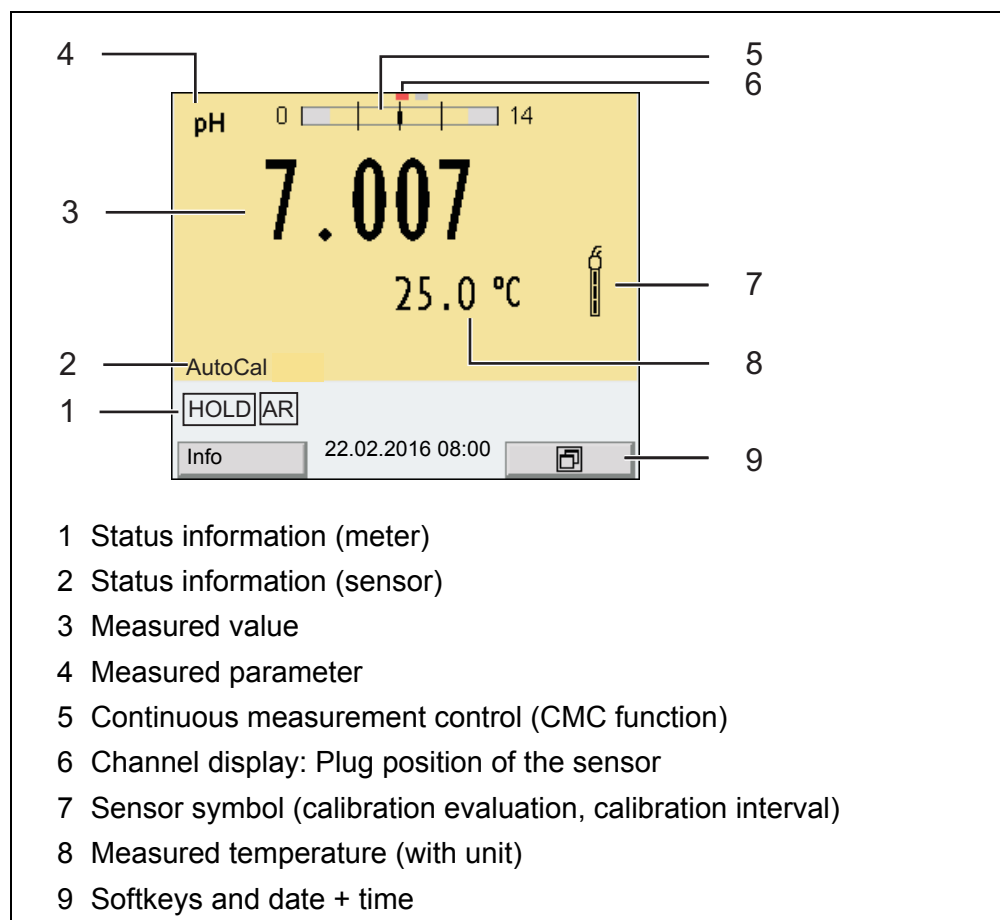 4
5
6
pH 0 14
3 7.007
25.0 °C 7
2 AutoCal 8
1 HOLD AR
Info 22.02.2016 08:00 9
1 Status information (meter)
2 Status information (sensor)
3 Measured value
4 Measured parameter
5 Continuous measurement control (CMC function)
6 Channel display: Plug position of the sensor
7 Sensor symbol (calibration evaluation, calibration interval)
8 Measured temperature (with unit)
9 Softkeys and date + time